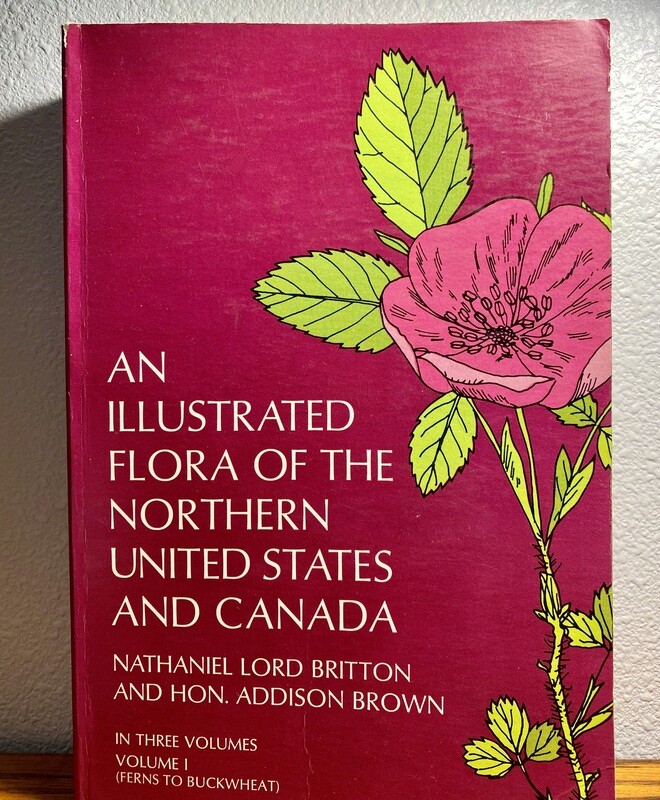 AN
ILLUSTRATED
FLORA OF THE
NORTHERN
UNITED STATES
AND CANADA
NATHANIEL LORD BRITTON
AND HON. ADDISON BROWN
IN THREE VOLUMES
VOLUME I
(FERNS TO BUCKWHEAT)